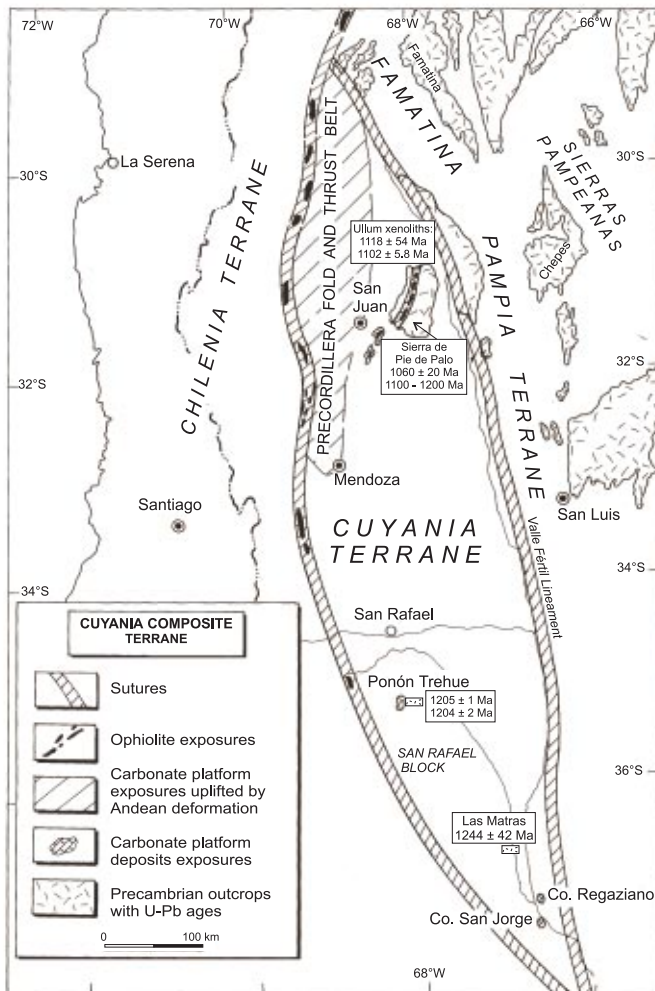 72°W
70°W
68°W
66°W
Famatina
FAMATINA
La Serena
30°S
30°S
SIERRAS
PAMPEANAS
CHILENIA TERRANE
PRECORDILLERA FOLD AND THRUST BELT
Ullum xenoliths:
1118 ± 54 Ma
1102 ± 5.8 Ma
PAMPIA TERRANE
Chepes
San
Juan
Sierra de
Pie de Palo
1060 ± 20 Ma
1100 - 1200 Ma
32°S
32°S
Mendoza
Santiago
San Luis
CUYANIA
TERRANE
Valle Fértil Lineament
34°S
34°S
San Rafael
CUYANIA COMPOSITE
TERRANE
Sutures
Ophiolite exposures
Carbonate platform
exposures uplifted by
Andean deformation
Carbonate platform
deposits exposures
Precambrian outcrops
with U-Pb ages
0 100 km
Ponón Trehue
1205 ± 1 Ma
1204 ± 2 Ma
SAN RAFAEL
BLOCK
36°S
Las Matras
1244 ± 42 Ma
Co. Regaziano
Co. San Jorge
68°W